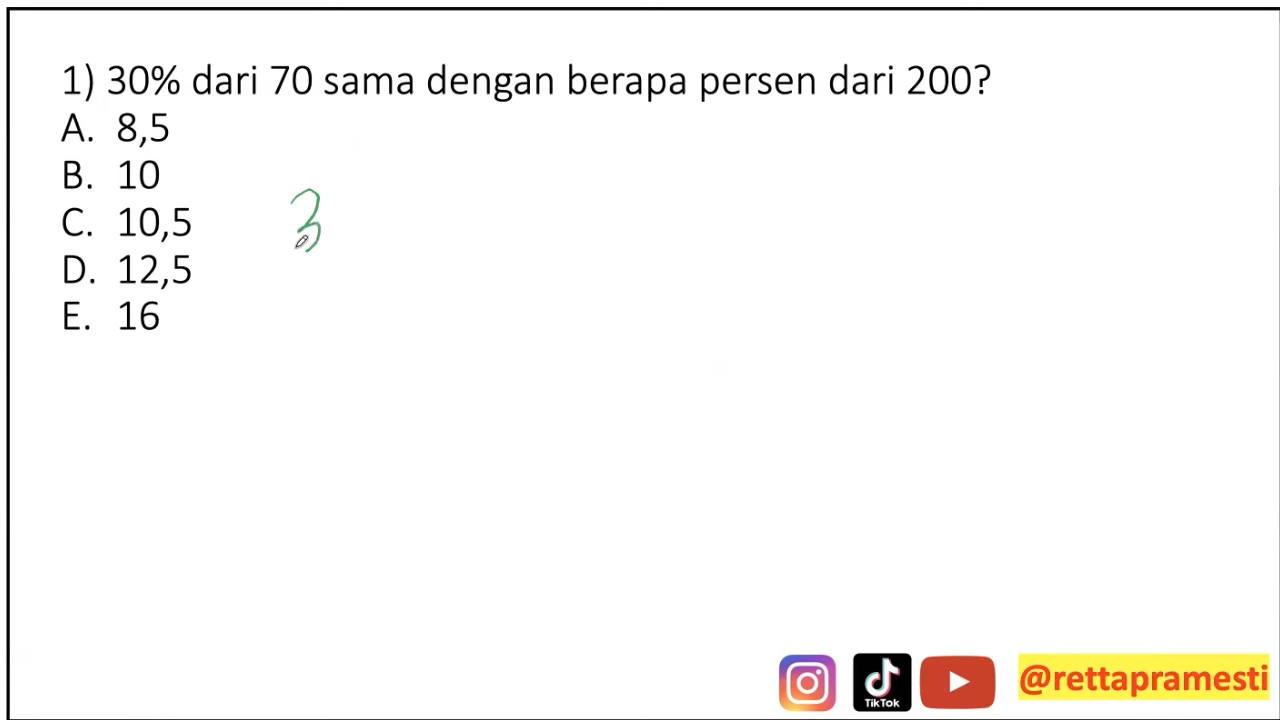 1) 30% dari 70 sama dengan berapa persen dari 200?
A. 8,5
B. 10
C. 10,5
D. 12,5
E. 16
3
TikTok
@rettapramesti